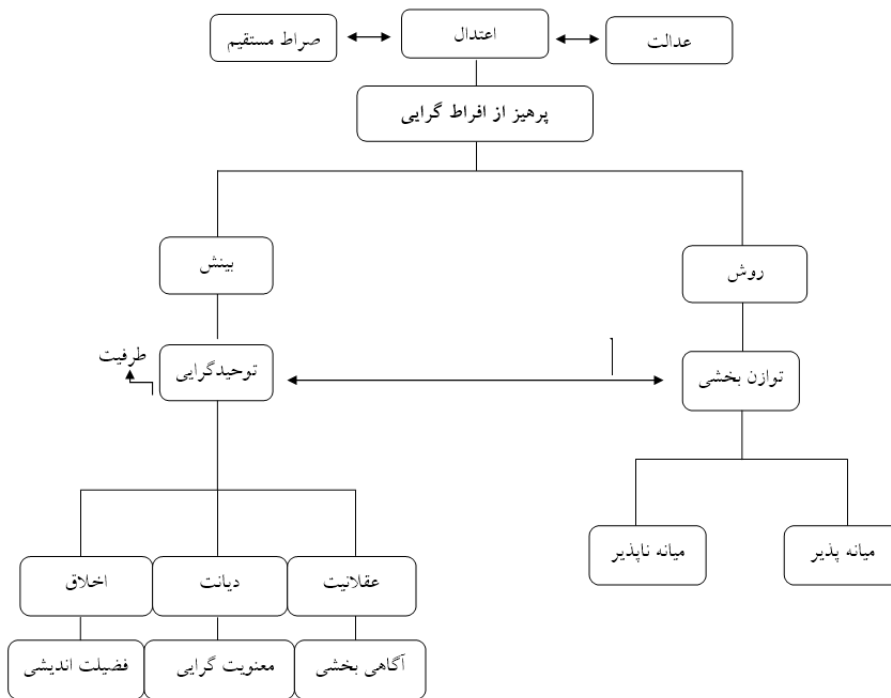 عدالت
اعتدال
صراط مستقیم
پرهیز از افراط گرایی
روش
بینش
توازن بخشی
توحیدگرایی
طرفیت
میانه پذیر
میانه ناپذیر
عقلانیت
دیانت
اخلاق
آگاهی بخشی
معنویت گرایی
فضیلت اندیشی